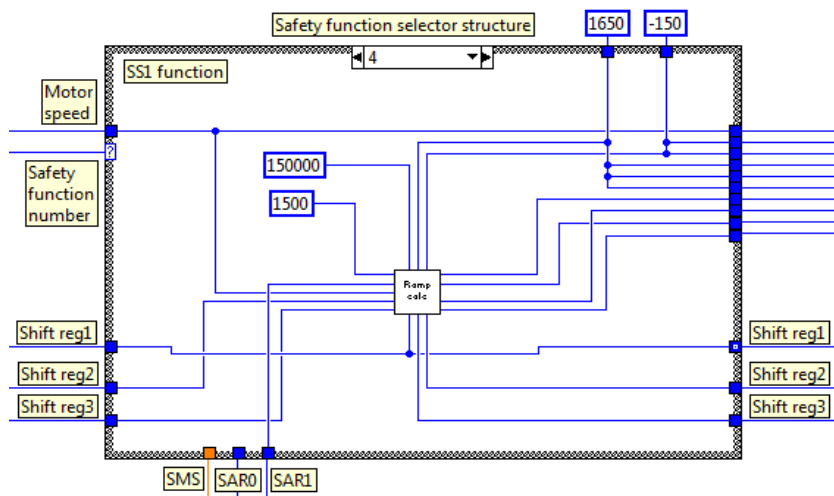 Safety function selector structure
1650
-150
4
SS1 function
Motor
speed
?
Safety
function
number
150000
1500
Ramp
calc
Shift reg1
Shift reg1
Shift reg2
Shift reg2
Shift reg3
Shift reg3
SMS
SAR0
SAR1